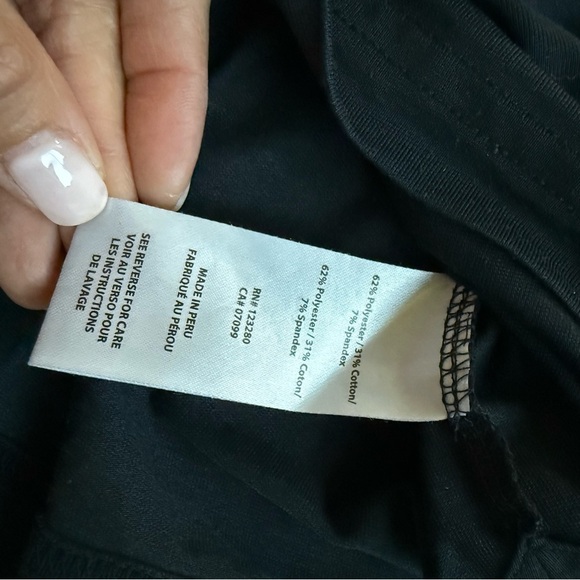 62% Polyester / 31% Cotton/
7% Spandex
62% Polyester / 31% Coton/
7% Spandex
RN# 123280
CA# 07099
MADE IN PERU
FABRIQUÉ AU PÉROU
SEE REVERSE FOR CARE
VOIR AU VERSO POUR
LES INSTRUCTIONS
DE LAVAGE